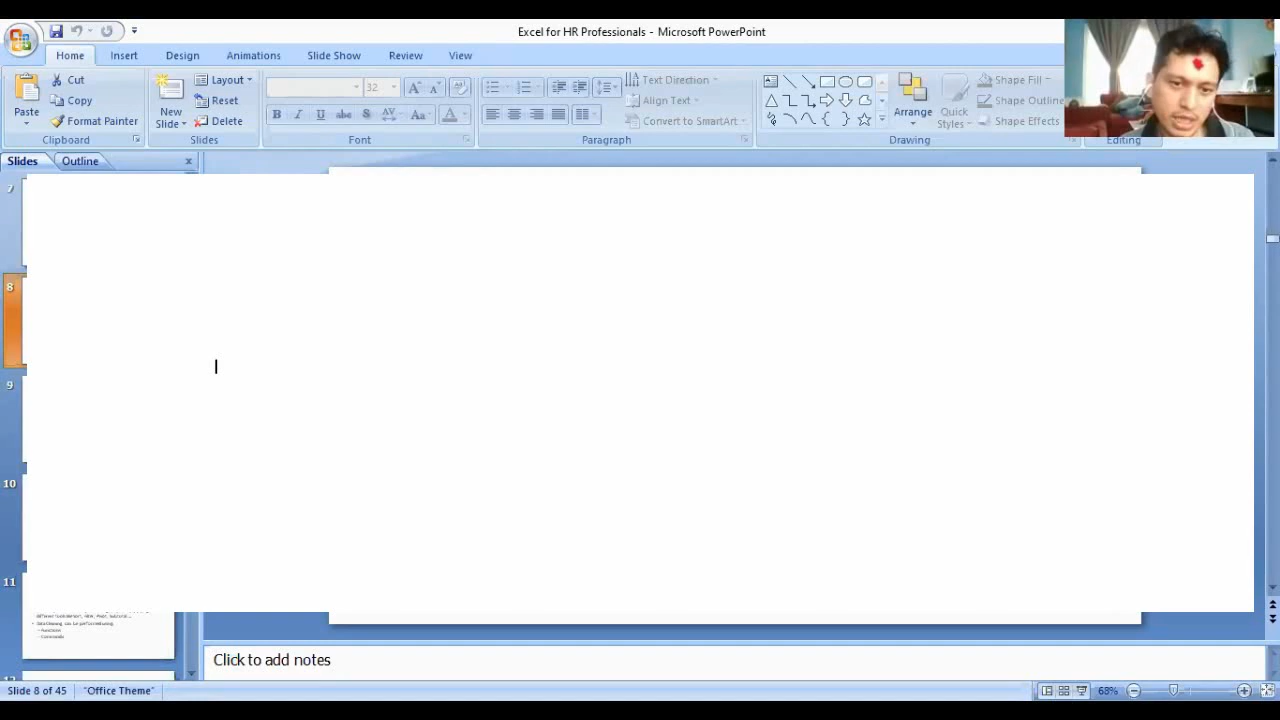 Excel for HR Professionals - Microsoft PowerPoint
Home Insert Design Animations Slide Show Review View
Paste
Cut
Copy
Format Painter
Clipboard
New Slide
Layout
Reset
Delete
Slides
32
B I U abe S
Font
Text Direction
Align Text
Convert to SmartArt
Paragraph
Arrange
Quick Styles
Shape Fill
Shape Outline
Shape Effects
Drawing
Editing
Slides Outline
7
8
9
10
11
Click to add notes
Slide 8 of 45 "Office Theme" 68%